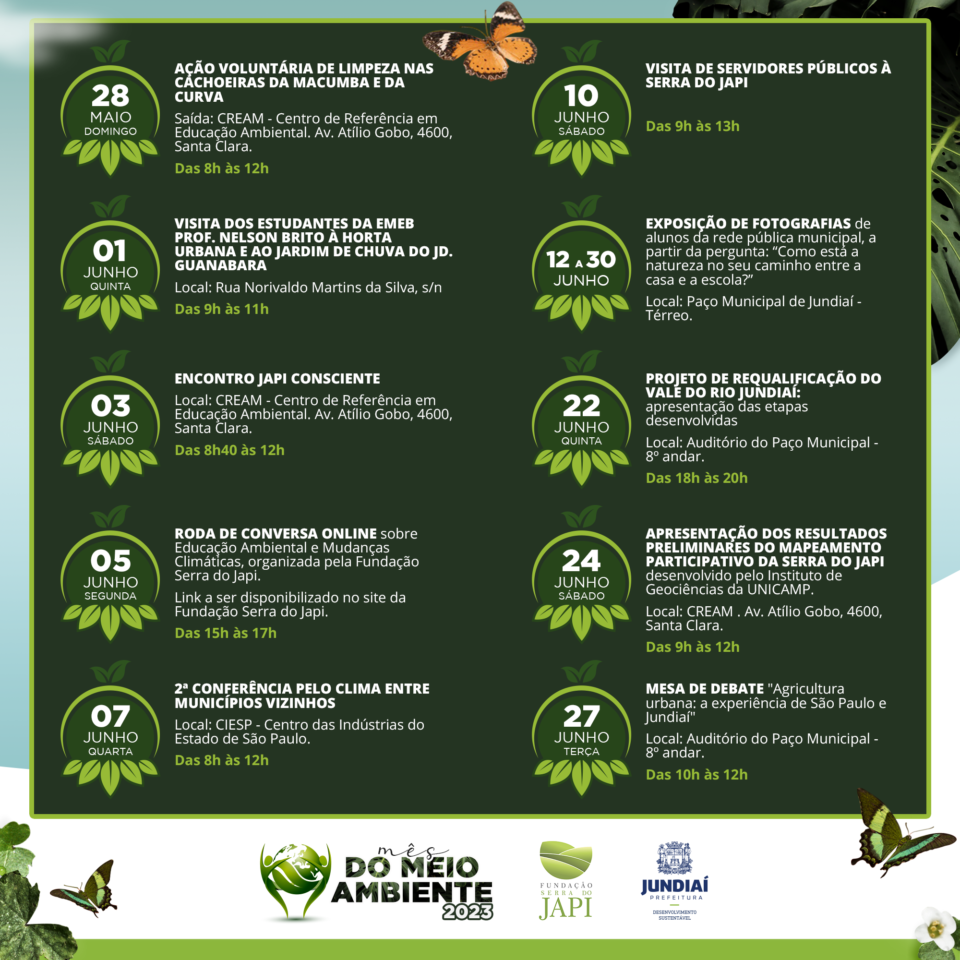 28
MAIO
DOMINGO
AÇÃO VOLUNTÁRIA DE LIMPEZA NAS
CACHOEIRAS DA MACUMBA E DA
CURVA
Saída: CREAM - Centro de Referência em
Educação Ambiental. Av. Atílio Gobo, 4600,
Santa Clara.
Das 8h às 12h
01
JUNHO
QUINTA
VISITA DOS ESTUDANTES DA EMEB
PROF. NELSON BRITO À HORTA
URBANA E AO JARDIM DE CHUVA DO JD.
GUANABARA
Local: Rua Norivaldo Martins da Silva, s/n
Das 9h às 11h
03
JUNHO
SÁBADO
ENCONTRO JAPI CONSCIENTE
Local: CREAM - Centro de Referência em
Educação Ambiental. Av. Atílio Gobo, 4600,
Santa Clara.
Das 8h40 às 12h
05
JUNHO
SEGUNDA
RODA DE CONVERSA ONLINE sobre
Educação Ambiental e Mudanças
Climáticas, organizada pela Fundação
Serra do Japi.
Link a ser disponibilizado no site da
Fundação Serra do Japi.
Das 15h às 17h
07
JUNHO
QUARTA
2ª CONFERÊNCIA PELO CLIMA ENTRE
MUNICÍPIOS VIZINHOS
Local: CIESP - Centro das Indústrias do
Estado de São Paulo.
Das 8h às 12h
10
JUNHO
SÁBADO
VISITA DE SERVIDORES PÚBLICOS À
SERRA DO JAPI
Das 9h às 13h
12 A 30
JUNHO
EXPOSIÇÃO DE FOTOGRAFIAS de
alunos da rede pública municipal, a
partir da pergunta: “Como está a
natureza no seu caminho entre a
casa e a escola?”
Local: Paço Municipal de Jundiaí -
Térreo.
22
JUNHO
QUINTA
PROJETO DE REQUALIFICAÇÃO DO
VALE DO RIO JUNDIAÍ:
apresentação das etapas
desenvolvidas
Local: Auditório do Paço Municipal -
8º andar.
Das 18h às 20h
24
JUNHO
SÁBADO
APRESENTAÇÃO DOS RESULTADOS
PRELIMINARES DO MAPEAMENTO
PARTICIPATIVO DA SERRA DO JAPI
desenvolvido pelo Instituto de
Geociências da UNICAMP.
Local: CREAM . Av. Atílio Gobo, 4600,
Santa Clara.
Das 9h às 12h
27
JUNHO
TERÇA
MESA DE DEBATE "Agricultura
urbana: a experiência de São Paulo e
Jundiaí"
Local: Auditório do Paço Municipal -
8º andar.
Das 10h às 12h
mês
DO MEIO
AMBIENTE
2023
FUNDAÇÃO
SERRA DO
JAPI
JUNDIAÍ
PREFEITURA
DESENVOLVIMENTO
SUSTENTÁVEL